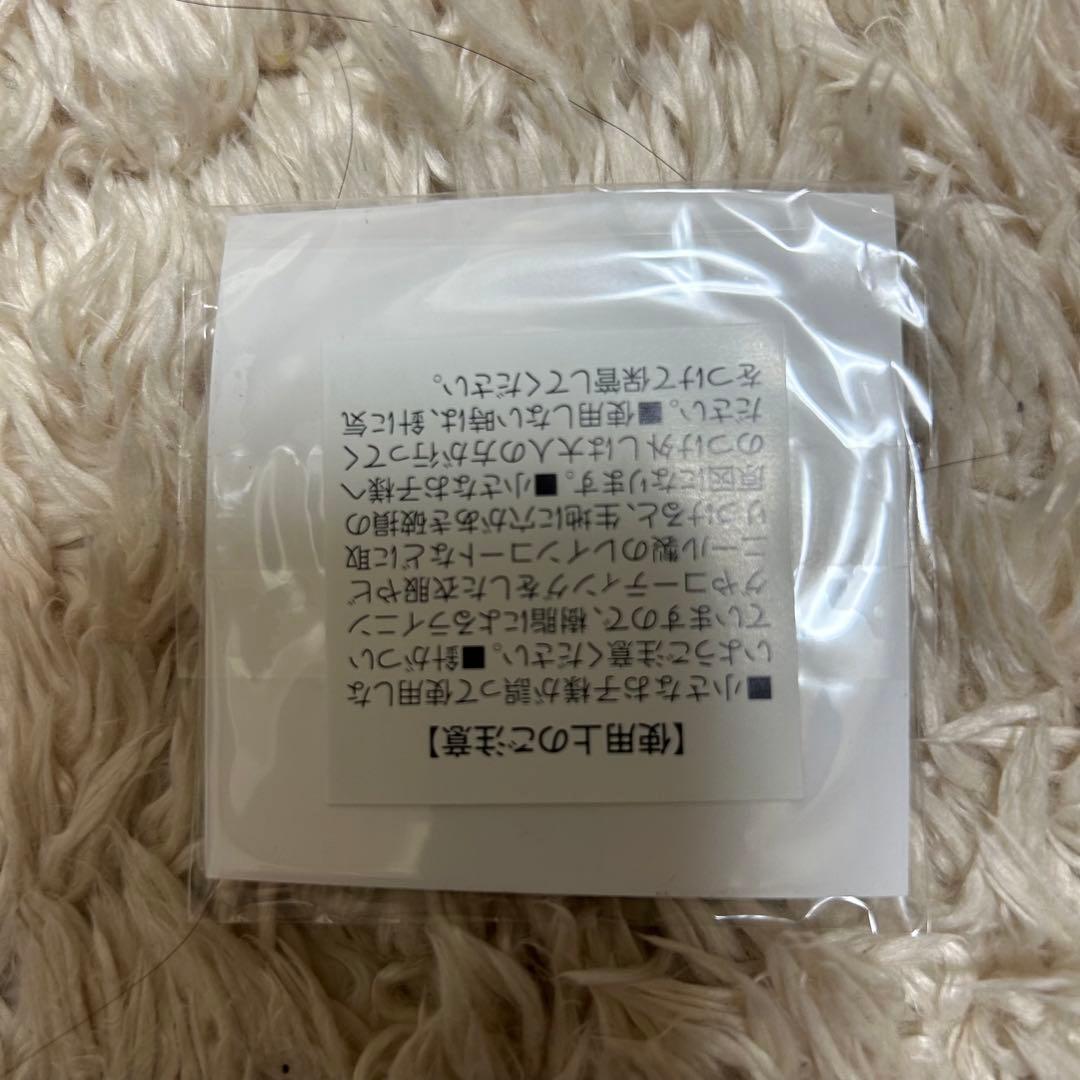 【使用上のご注意】
■小さなお子様が誤って使用しな
いようご注意ください。■針がつい
ていますので、樹脂によるライニン
グやコーティングをした衣服やビ
ニール製のレインコートなどに取
りつけると、生地に穴があき破損の
原因になります。■小さなお子様へ
のつけ外しは大人の方が行ってく
ださい。■使用しない時は、針に気
をつけて保管してください。